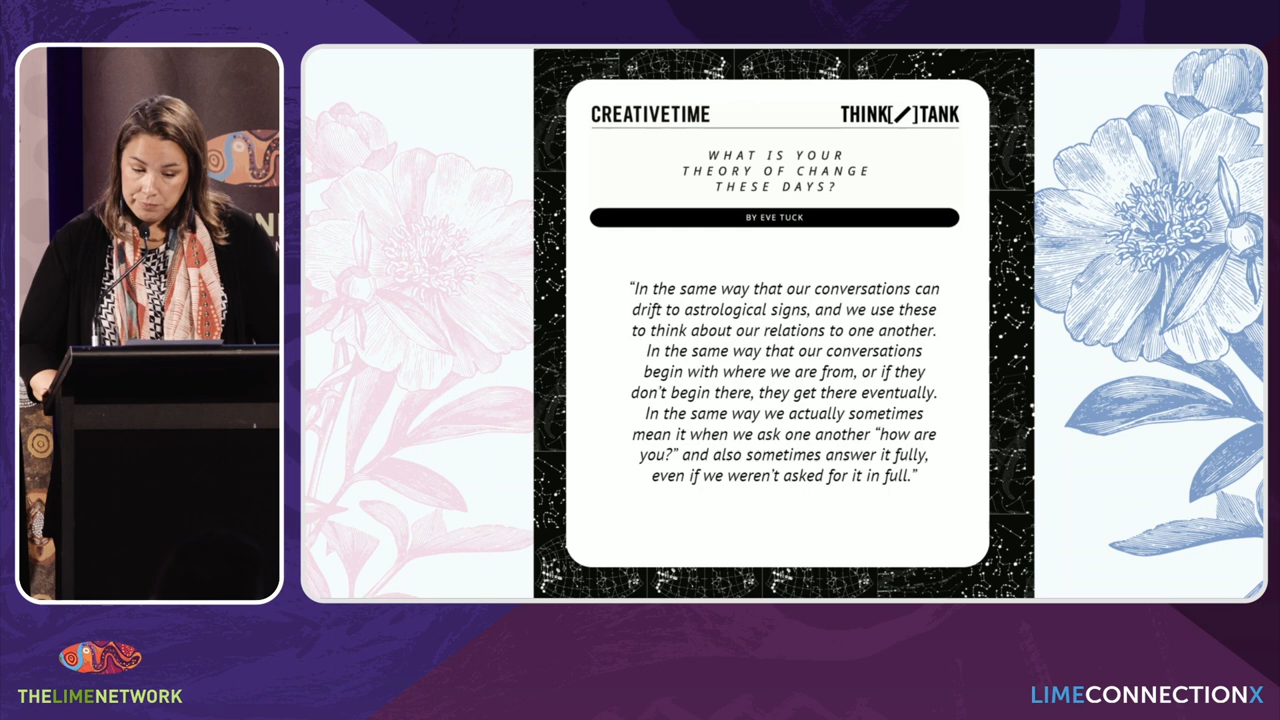 CREATIVETIME
THINK[/]TANK
WHAT IS YOUR
THEORY OF CHANGE
THESE DAYS?
BY EVE TUCK
“In the same way that our conversations can
drift to astrological signs, and we use these
to think about our relations to one another.
In the same way that our conversations
begin with where we are from, or if they
don’t begin there, they get there eventually.
In the same way we actually sometimes
mean it when we ask one another “how are
you?” and also sometimes answer it fully,
even if we weren’t asked for it in full.”
THELIMENETWORK
LIMECONNECTIONX